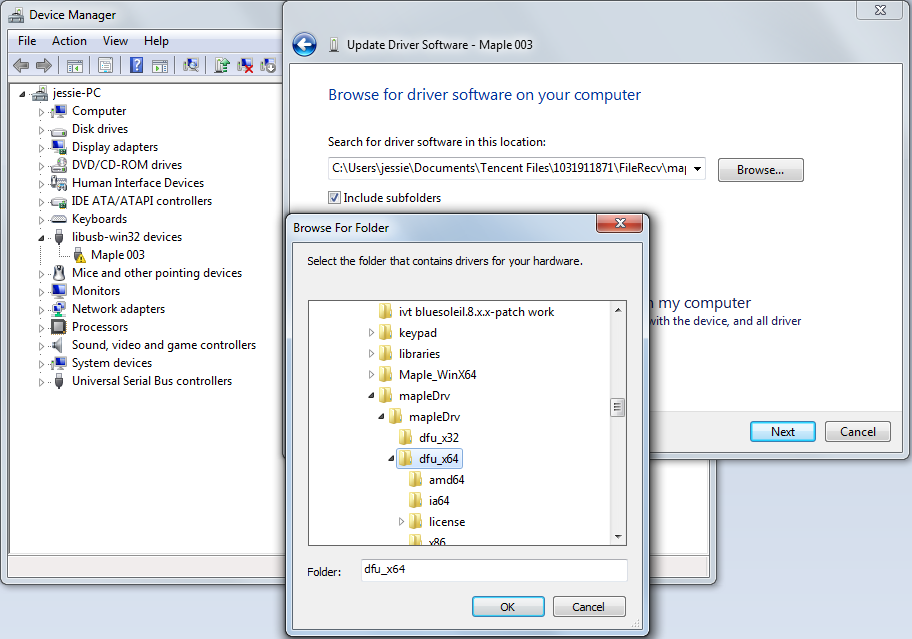 Device Manager
File Action View Help
jessie-PC
Computer
Disk drives
Display adapters
DVD/CD-ROM drives
Human Interface Devices
IDE ATA/ATAPI controllers
Keyboards
libusb-win32 devices
Maple 003
Mice and other pointing devices
Monitors
Network adapters
Processors
Sound, video and game controllers
System devices
Universal Serial Bus controllers
Update Driver Software - Maple 003
Browse for driver software on your computer
Search for driver software in this location:
C:\Users\jessie\Documents\Tencent Files\1031911871\FileRecv\map
Browse...
Include subfolders
my computer
with the device, and all driver
Next
Cancel
Browse For Folder
Select the folder that contains drivers for your hardware.
ivt bluesoleil.8.x.x-patch work
keypad
libraries
Maple_WinX64
mapleDrv
mapleDrv
dfu_x32
dfu_x64
amd64
ia64
license
x86
Folder: dfu_x64
OK
Cancel